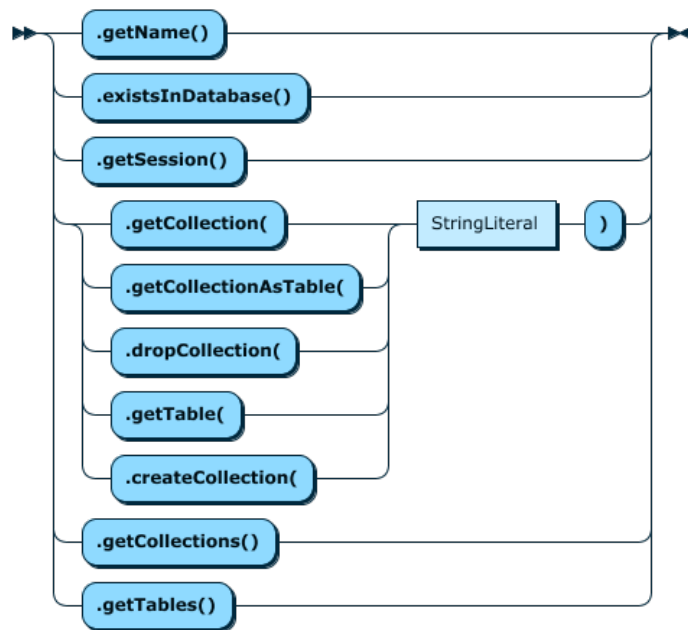 .getName()
.existsInDatabase()
.getSession()
.getCollection( StringLiteral )
.getCollectionAsTable(
.dropCollection(
.getTable(
.createCollection(
.getCollections()
.getTables()